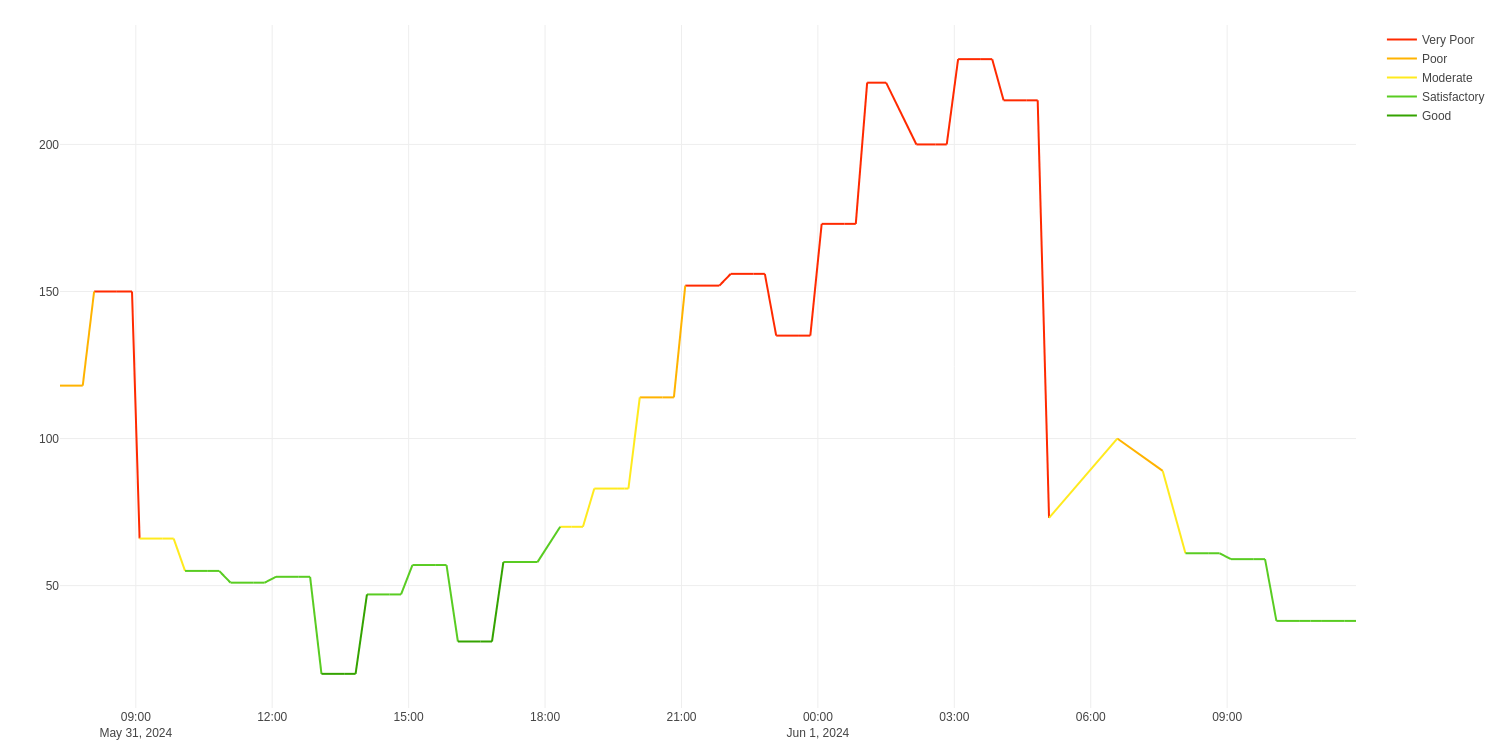 Very Poor
Poor
Moderate
Satisfactory
Good
200
150
100
50
09:00
May 31, 2024
12:00
15:00
18:00
21:00
00:00
Jun 1, 2024
03:00
06:00
09:00